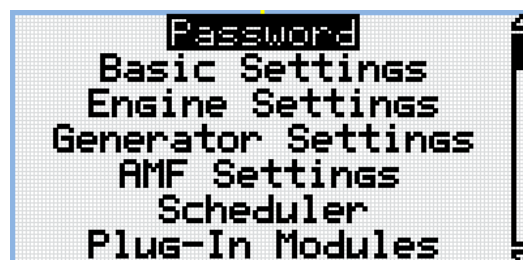 Password
Basic Settings
Engine Settings
Generator Settings
AMF Settings
Scheduler
Plug-In Modules